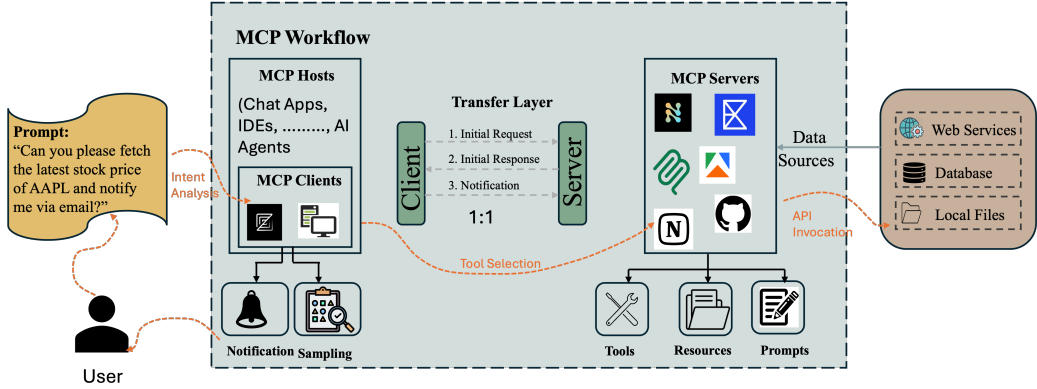 MCP Workflow
MCP Hosts
(Chat Apps,
IDEs, ........., AI
Agents
MCP Clients
Prompt:
“Can you please fetch
the latest stock price
of AAPL and notify
me via email?”
Intent
Analysis
User
Notification
Sampling
Transfer Layer
Client
1. Initial Request
2. Initial Response
3. Notification
1:1
Server
Tool Selection
MCP Servers
N
Tools
Resources
Prompts
Data
Sources
API
Invocation
Web Services
Database
Local Files